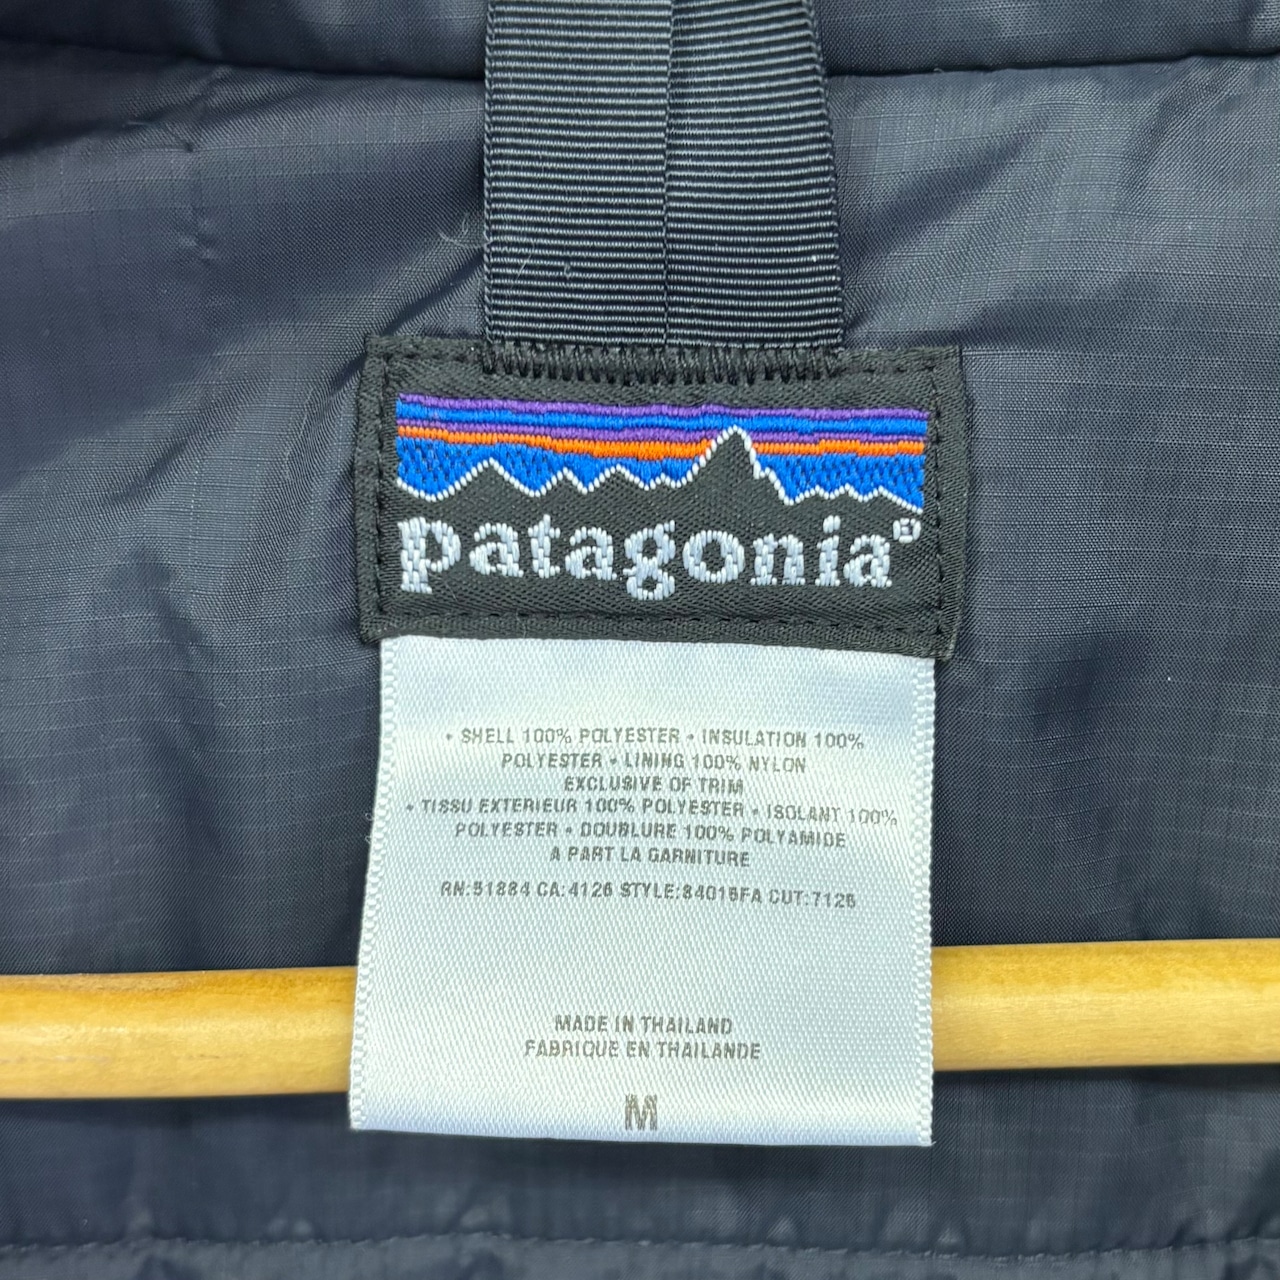 patagonia®
• SHELL 100% POLYESTER • INSULATION 100%
POLYESTER • LINING 100% NYLON
EXCLUSIVE OF TRIM
• TISSU EXTERIEUR 100% POLYESTER • ISOLANT 100%
POLYESTER • DOUBLURE 100% POLYAMIDE
A PART LA GARNITURE
RN:51884 CA:4126 STYLE:84015FA CUT:7126
MADE IN THAILAND
FABRIQUE EN THAILANDE
M